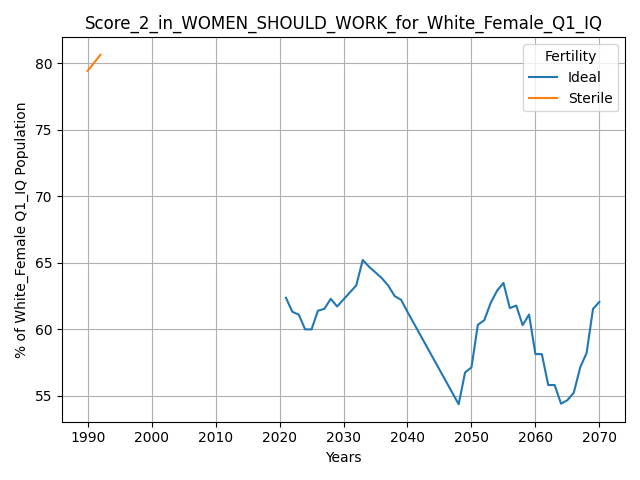 Score_2_in_WOMEN_SHOULD_WORK_for_White_Female_Q1_IQ
Fertility
Ideal
Sterile
% of White_Female Q1_IQ Population
80
75
70
65
60
55
1990 2000 2010 2020 2030 2040 2050 2060 2070
Years